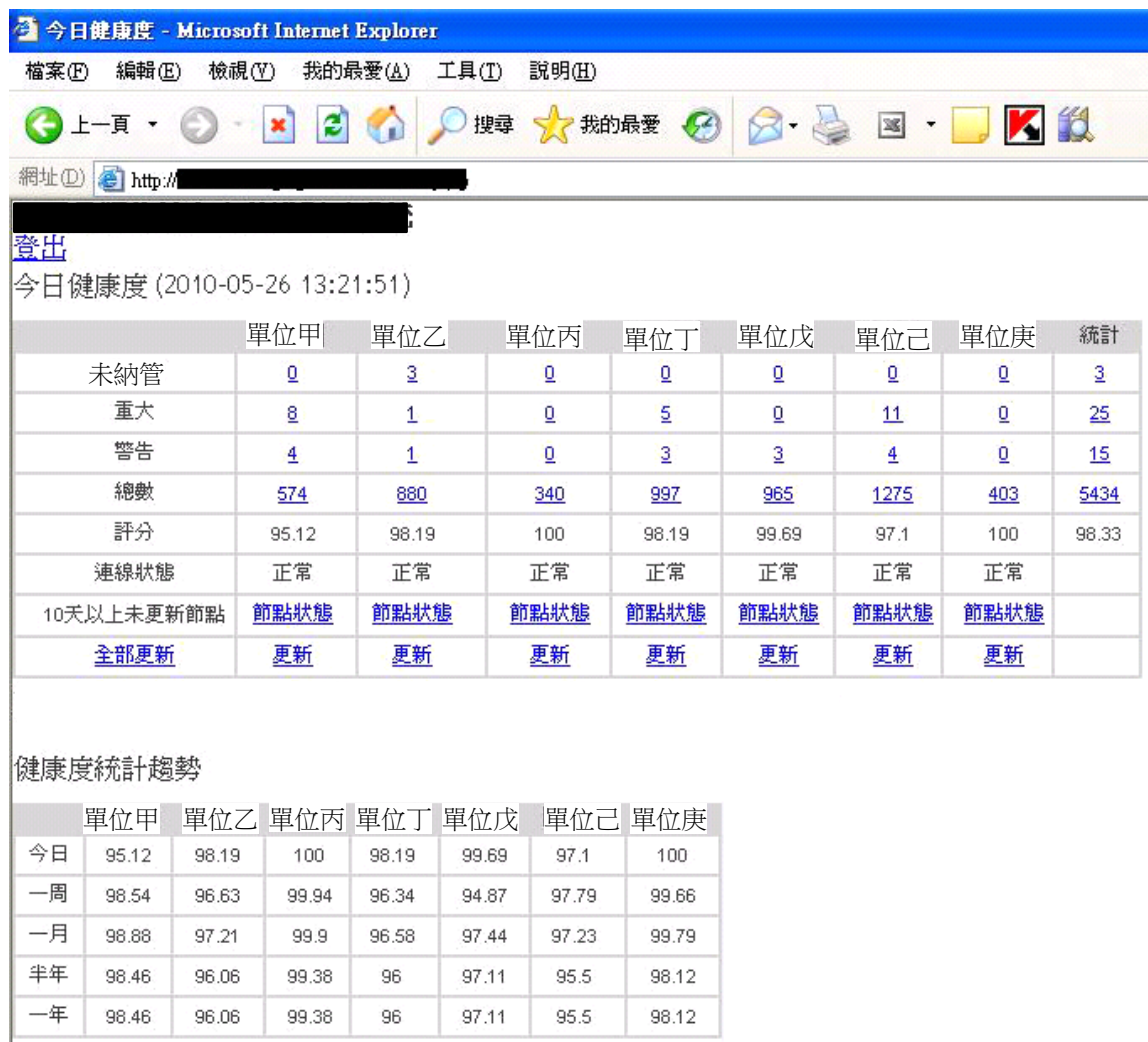 今日健康度 - Microsoft Internet Explorer
檔案(F) 編輯(E) 檢視(V) 我的最愛(A) 工具(T) 說明(H)
上一頁 搜尋 我的最愛
網址(D) http://
登出
今日健康度 (2010-05-26 13:21:51)
單位甲 單位乙 單位丙 單位丁 單位戊 單位己 單位庚 統計
未納管 0 3 0 0 0 0 0 3
重大 8 1 0 5 0 11 0 25
警告 4 1 0 3 3 4 0 15
總數 574 880 340 997 965 1275 403 5434
評分 95.12 98.19 100 98.19 99.69 97.1 100 98.33
連線狀態 正常 正常 正常 正常 正常 正常 正常
10天以上未更新節點 節點狀態 節點狀態 節點狀態 節點狀態 節點狀態 節點狀態 節點狀態
全部更新 更新 更新 更新 更新 更新 更新 更新
健康度統計趨勢
單位甲 單位乙 單位丙 單位丁 單位戊 單位己 單位庚
今日 95.12 98.19 100 98.19 99.69 97.1 100
一周 98.54 96.63 99.94 96.34 94.87 97.79 99.66
一月 98.88 97.21 99.9 96.58 97.44 97.23 99.79
半年 98.46 96.06 99.38 96 97.11 95.5 98.12
一年 98.46 96.06 99.38 96 97.11 95.5 98.12